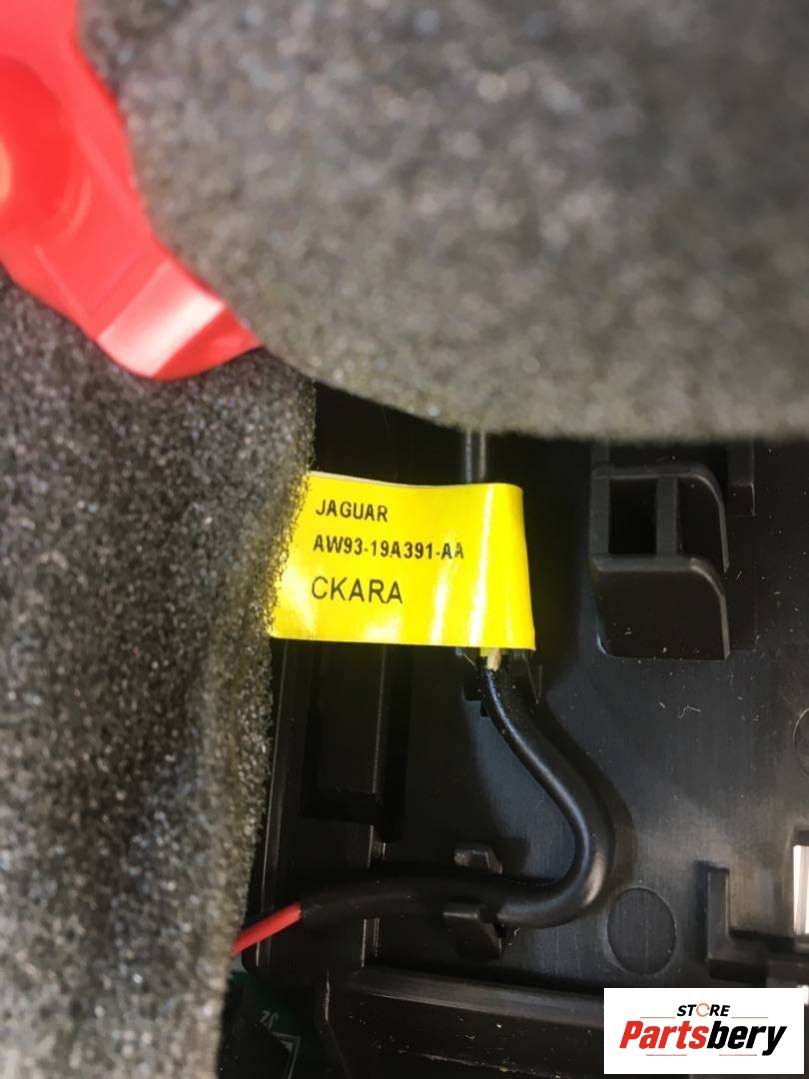 JAGUAR
AW93-19A391-AA
CKARA
STORE
Partsbery